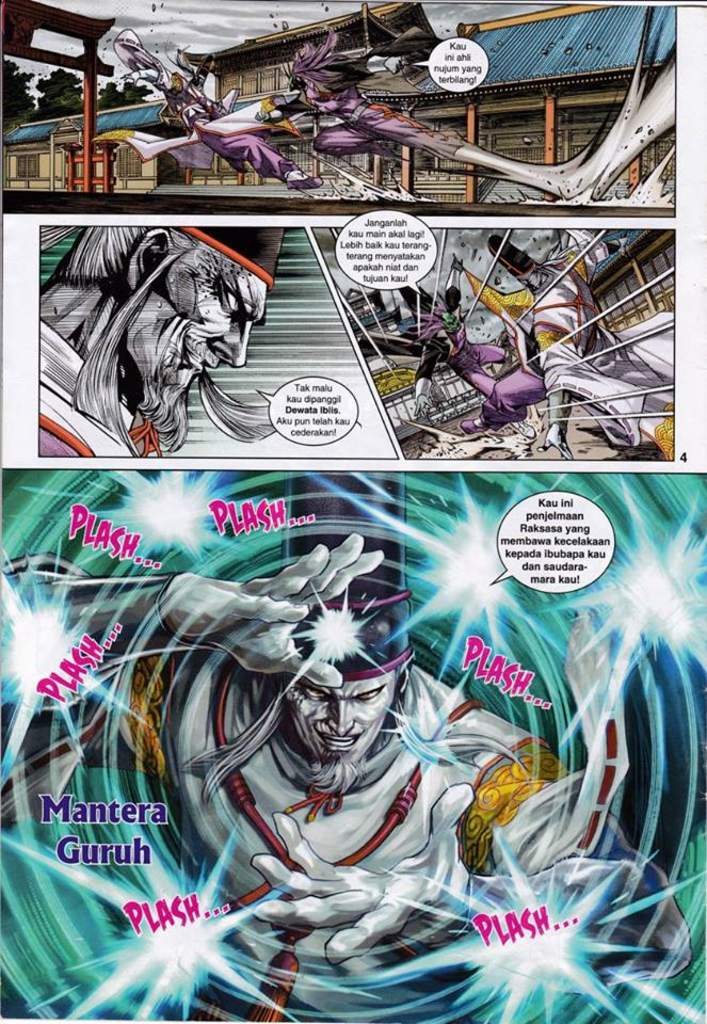 Kau
ini ahli
nujum yang
terbilang!
Janganlah
kau main akal lagi!
Lebih baik kau terang-
terang menyatakan
apakah niat dan
tujuan kau!
Tak malu
kau dipanggil
Dewata Iblis.
Aku pun telah kau
cederakan!
4
Kau ini
penjelmaan
Raksasa yang
membawa kecelakaan
kepada ibubapa kau
dan saudara-
mara kau!
PLASH...
PLASH...
PLASH...
PLASH...
Mantera
Guruh
PLASH...
PLASH...